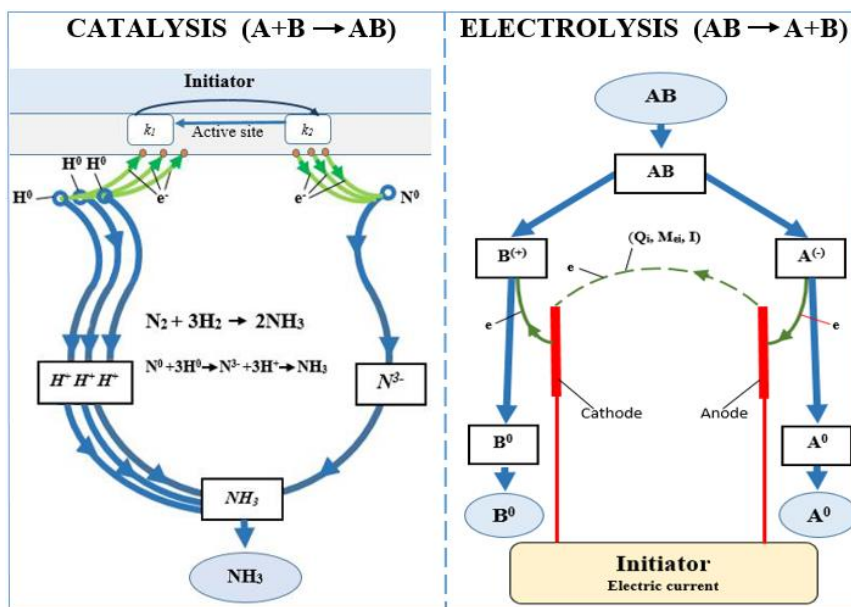 CATALYSIS (A+B → AB)
Initiator
k₁
Active site
k₂
H⁰
H⁰ H⁰
e⁻
e⁻
N⁰
N₂ + 3H₂ → 2NH₃
N⁰ +3H⁰→N³⁻+3H⁺→NH₃
H⁺ H⁺ H⁺
N³⁻
NH₃
NH₃
ELECTROLYSIS (AB → A+B)
AB
AB
(Qᵢ, Mₑᵢ, I)
B⁽⁺⁾
A⁽⁻⁾
e
e
e
Cathode
Anode
B⁰
A⁰
B⁰
A⁰
Initiator
Electric current